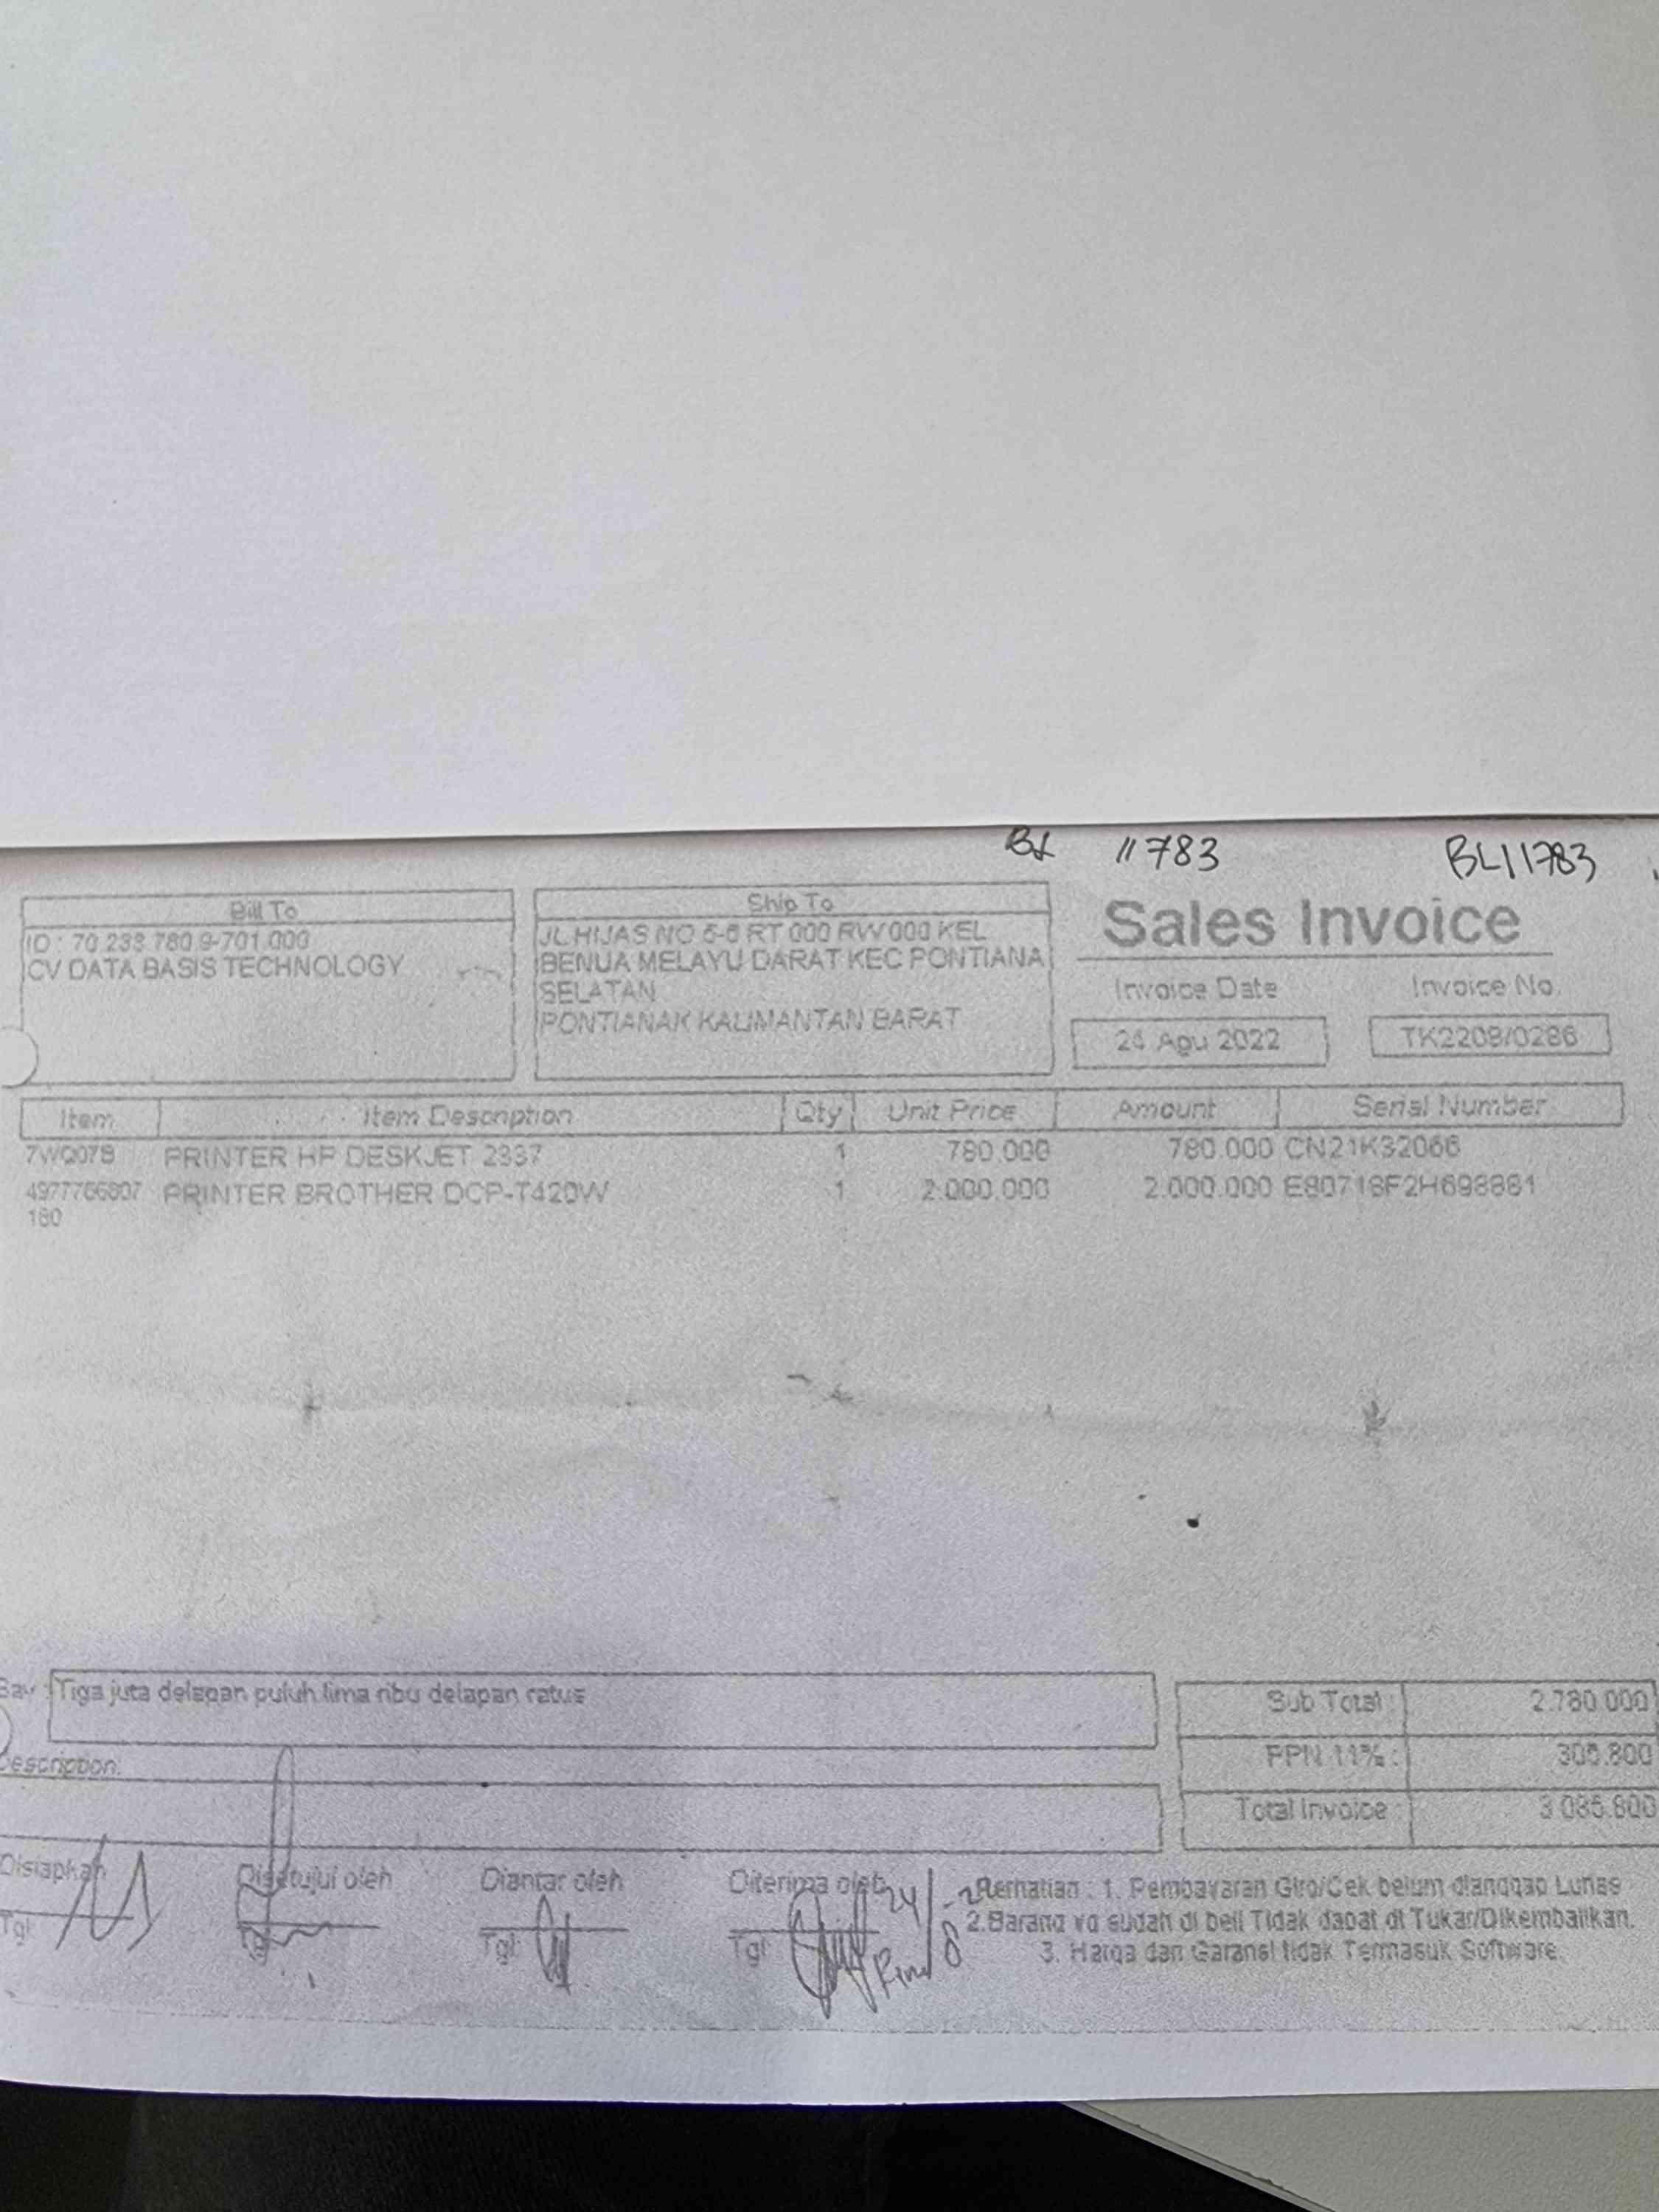 BL 11783 BL11783
Bill To
ID : 70.233.780.9-701.000
CV DATA BASIS TECHNOLOGY
Ship To
JL.HIJAS NO 5-6 RT 000 RW 000 KEL
BENUA MELAYU DARAT KEC PONTIANA
SELATAN
PONTIANAK KALIMANTAN BARAT
Sales Invoice
Invoice Date Invoice No.
24 Agu 2022 TK2208/0286
Item Item Description Qty Unit Price Amount Serial Number
PRINTER HP DESKJET 2337 1 780.000 780.000 CN21K32066
4977766807 PRINTER BROTHER DCP-T420W 1 2.000.000 2.000.000 E80718F2H698881
180
Say : Tiga juta delapan puluh lima ribu delapan ratus
Description:
Sub Total : 2.780.000
PPN 11% : 305.800
Total Invoice : 3.085.800
Disiapkan Disetujui oleh Diantar oleh Diterima oleh
Tgl: Tgl: Tgl: Tgl:
24/8
Perhatian : 1. Pembayaran Giro/Cek belum dianggap Lunas
2.Barang yg sudah di beli Tidak dapat di Tukar/Dikembalikan.
3. Harga dan Garansi tidak Termasuk Software.